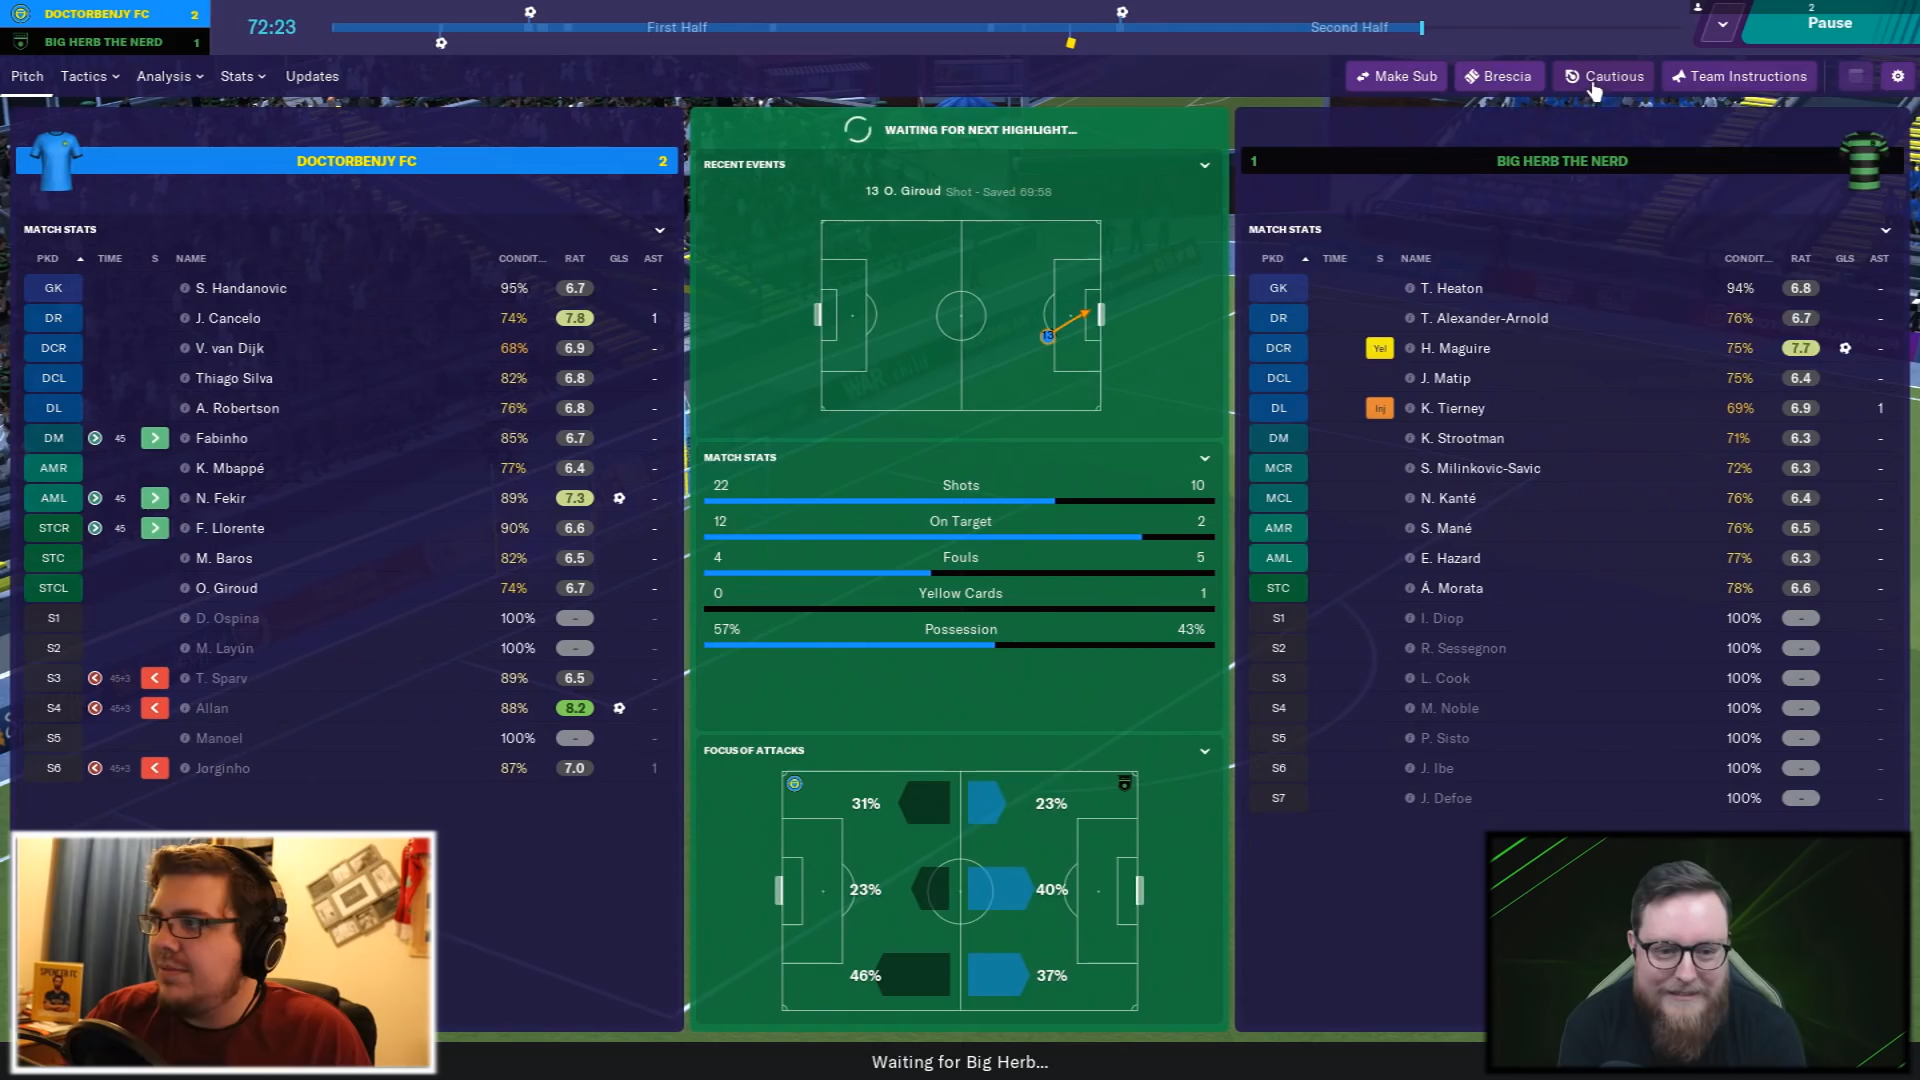 DOCTORBENJY FC 2
BIG HERB THE NERD 1
72:23
First Half
Second Half
2
Pause
Pitch Tactics Analysis Stats Updates
Make Sub Brescia Cautious Team Instructions
DOCTORBENJY FC 2
MATCH STATS
PKD TIME S NAME CONDIT... RAT GLS AST
GK S. Handanovic 95% 6.7 -
DR J. Cancelo 74% 7.8 1
DCR V. van Dijk 68% 6.9 -
DCL Thiago Silva 82% 6.8 -
DL A. Robertson 76% 6.8 -
DM 45 Fabinho 85% 6.7 -
AMR K. Mbappé 77% 6.4 -
AML 45 N. Fekir 89% 7.3 -
STCR 45 F. Llorente 90% 6.6 -
STC M. Baros 82% 6.5 -
STCL O. Giroud 74% 6.7 -
S1 D. Ospina 100% - -
S2 M. Layún 100% - -
S3 45+3 T. Sparv 89% 6.5 -
S4 45+3 Allan 88% 8.2 -
S5 Manoel 100% - -
S6 45+3 Jorginho 87% 7.0 1
WAITING FOR NEXT HIGHLIGHT...
RECENT EVENTS
13 O. Giroud Shot - Saved 69:58
13
MATCH STATS
22 Shots 10
12 On Target 2
4 Fouls 5
0 Yellow Cards 1
57% Possession 43%
FOCUS OF ATTACKS
31% 23%
23% 40%
46% 37%
1 BIG HERB THE NERD
MATCH STATS
PKD TIME S NAME CONDIT... RAT GLS AST
GK T. Heaton 94% 6.8 -
DR T. Alexander-Arnold 76% 6.7 -
DCR Yel H. Maguire 75% 7.7 -
DCL J. Matip 75% 6.4 -
DL Inj K. Tierney 69% 6.9 1
DM K. Strootman 71% 6.3 -
MCR S. Milinkovic-Savic 72% 6.3 -
MCL N. Kanté 76% 6.4 -
AMR S. Mané 76% 6.5 -
AML E. Hazard 77% 6.3 -
STC Á. Morata 78% 6.6 -
S1 I. Diop 100% - -
S2 R. Sessegnon 100% - -
S3 L. Cook 100% - -
S4 M. Noble 100% - -
S5 P. Sisto 100% - -
S6 J. Ibe 100% - -
S7 J. Defoe 100% - -
SPENCER FC
Waiting for Big Herb...